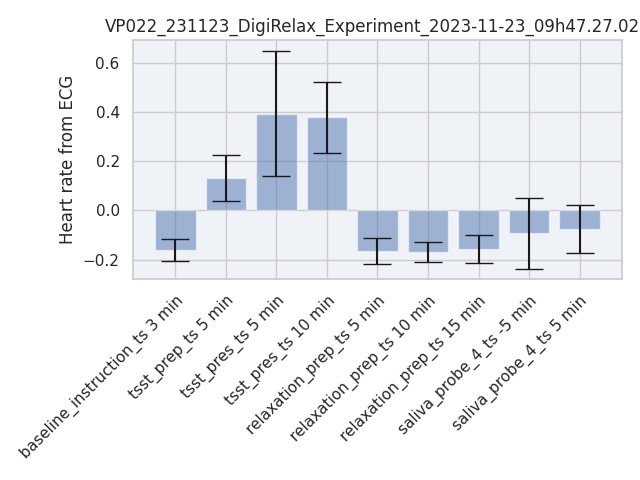 VP022_231123_DigiRelax_Experiment_2023-11-23_09h47.27.02
Heart rate from ECG
0.6
0.4
0.2
0.0
−0.2
baseline_instruction_ts 3 min
tsst_prep_ts 5 min
tsst_pres_ts 5 min
tsst_pres_ts 10 min
relaxation_prep_ts 5 min
relaxation_prep_ts 10 min
relaxation_prep_ts 15 min
saliva_probe_4_ts -5 min
saliva_probe_4_ts 5 min